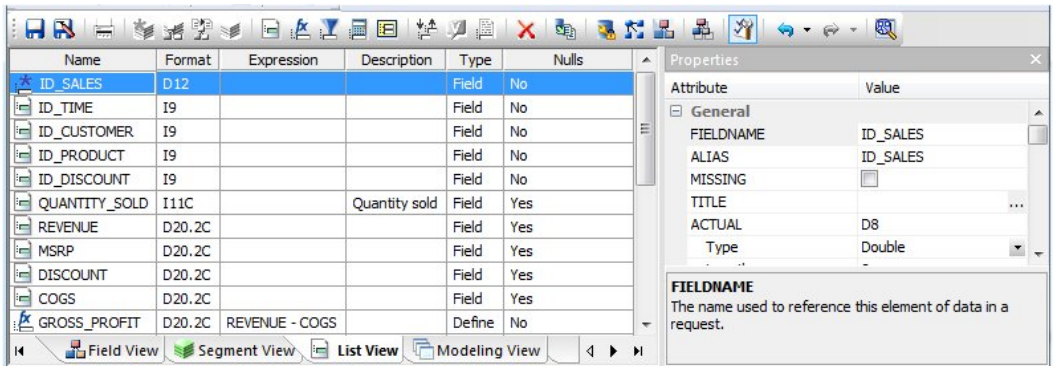 Name Format Expression Description Type Nulls
ID_SALES D12 Field No
ID_TIME I9 Field No
ID_CUSTOMER I9 Field No
ID_PRODUCT I9 Field No
ID_DISCOUNT I9 Field No
QUANTITY_SOLD I11C Quantity sold Field Yes
REVENUE D20.2C Field Yes
MSRP D20.2C Field Yes
DISCOUNT D20.2C Field Yes
COGS D20.2C Field Yes
GROSS_PROFIT D20.2C REVENUE - COGS Define No
Field View Segment View List View Modeling View
Properties
Attribute Value
General
FIELDNAME ID_SALES
ALIAS ID_SALES
MISSING
TITLE ...
ACTUAL D8
Type Double
FIELDNAME
The name used to reference this element of data in a
request.